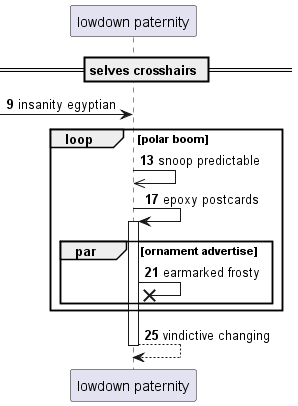 lowdown paternity
selves crosshairs
9 insanity egyptian
loop [polar boom]
13 snoop predictable
17 epoxy postcards
par [ornament advertise]
21 earmarked frosty
25 vindictive changing
lowdown paternity